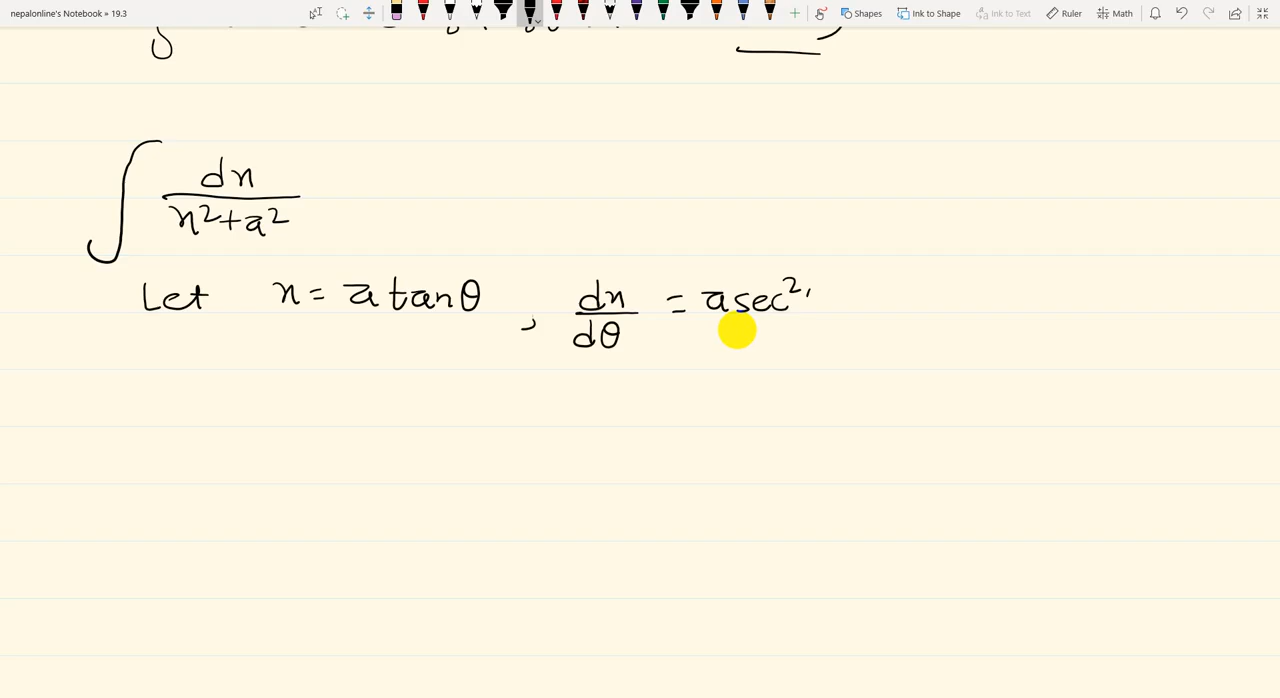 nepalonline's Notebook » 19.3
Shapes Ink to Shape Ink to Text Ruler Math
∫ dx / (x² + a²)
Let x = a tanθ , dx/dθ = a sec²